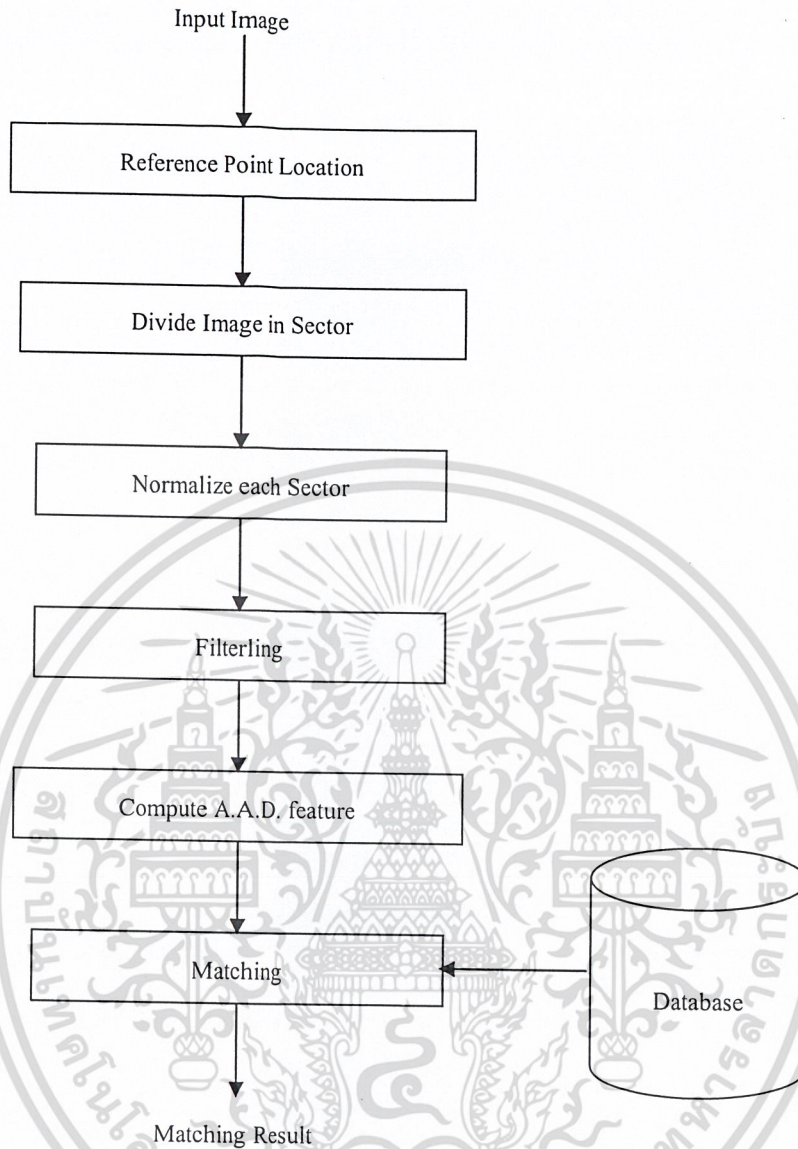 Input Image
Reference Point Location
Divide Image in Sector
Normalize each Sector
Filterling
Compute A.A.D. feature
Matching
Database
Matching Result